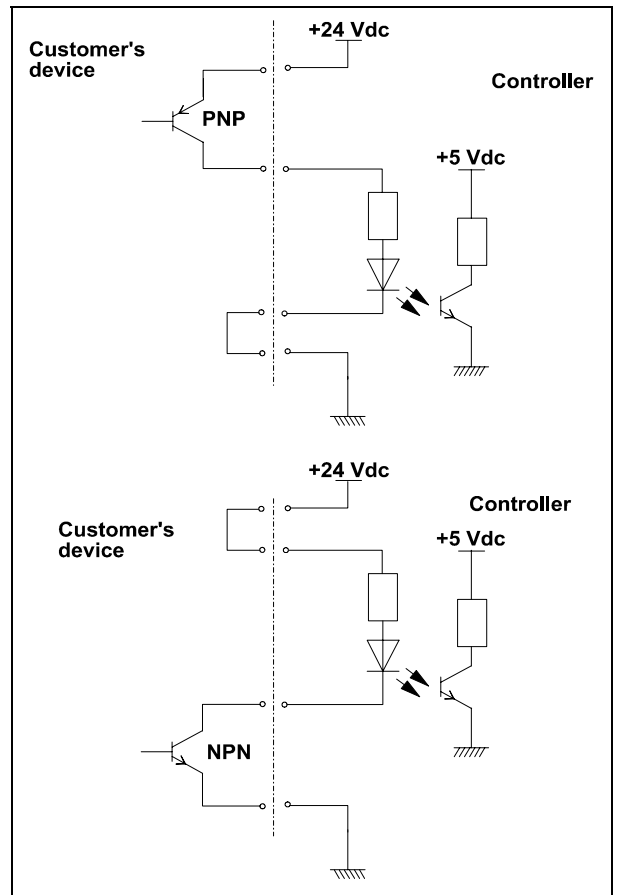 +24 Vdc
Customer's
device
Controller
PNP
+5 Vdc
+24 Vdc
Controller
Customer's
device
+5 Vdc
NPN